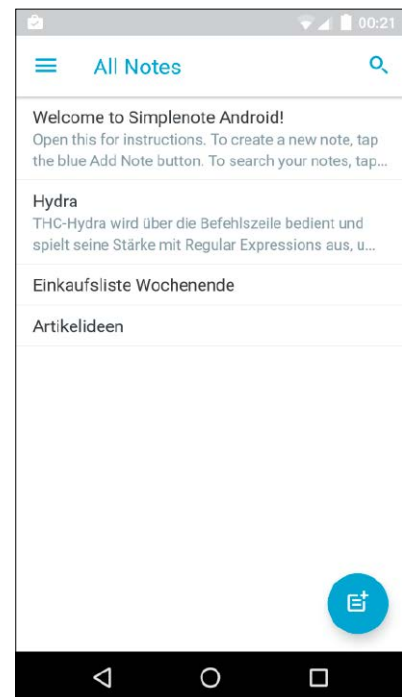 00:21
All Notes
Welcome to Simplenote Android!
Open this for instructions. To create a new note, tap
the blue Add Note button. To search your notes, tap...
Hydra
THC-Hydra wird über die Befehlszeile bedient und
spielt seine Stärke mit Regular Expressions aus, u...
Einkaufsliste Wochenende
Artikelideen